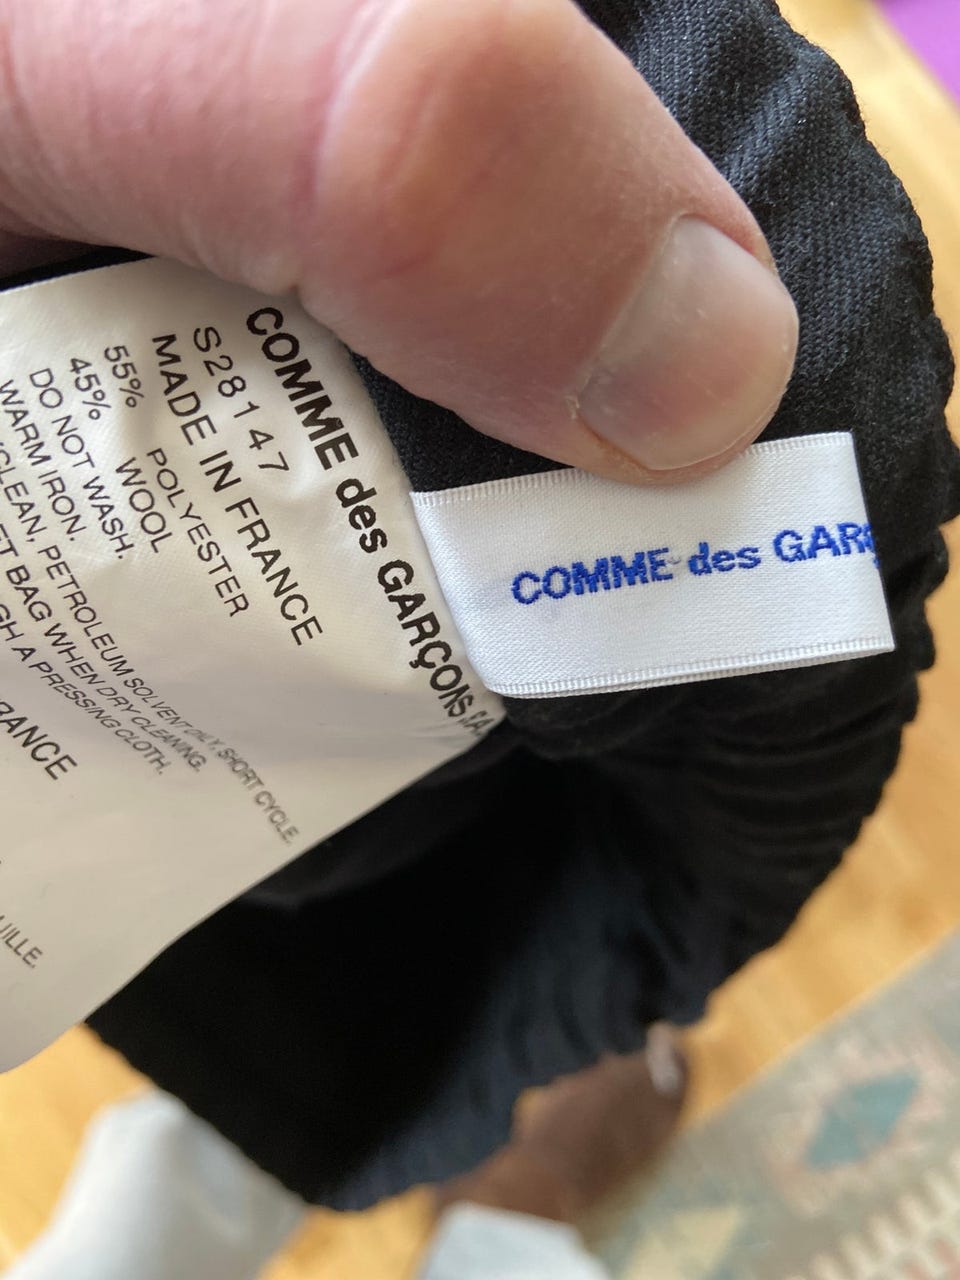 COMME des GARÇONS
S28147
MADE IN FRANCE
55% POLYESTER
45% WOOL
DO NOT WASH.
WARM IRON.
CLEAN, PETROLEUM SOLVENT ONLY, SHORT CYCLE.
BAG WHEN DRY CLEANING.
A PRESSING CLOTH.
COMME des GAR